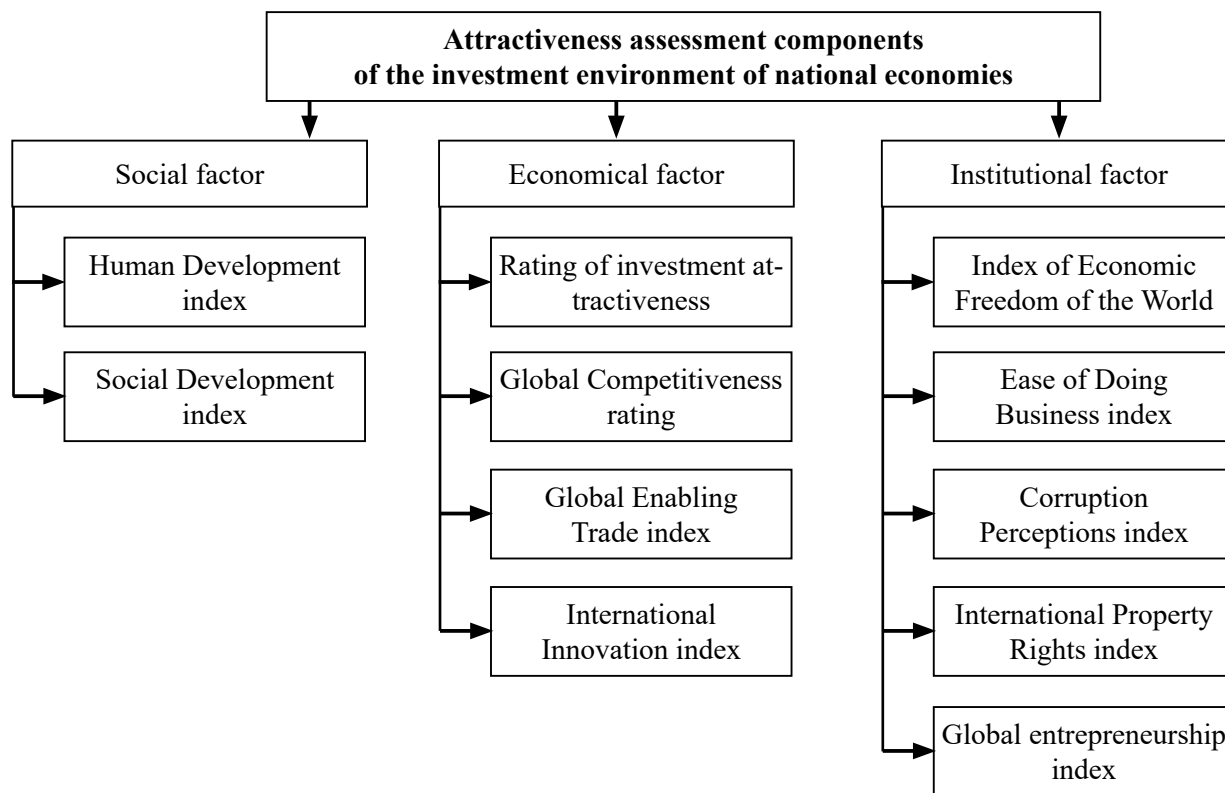 Attractiveness assessment components
of the investment environment of national economies
Social factor
Human Development
index
Social Development
index
Economical factor
Rating of investment at-
tractiveness
Global Competitiveness
rating
Global Enabling
Trade index
International
Innovation index
Institutional factor
Index of Economic
Freedom of the World
Ease of Doing
Business index
Corruption
Perceptions index
International Property
Rights index
Global entrepreneurship
index